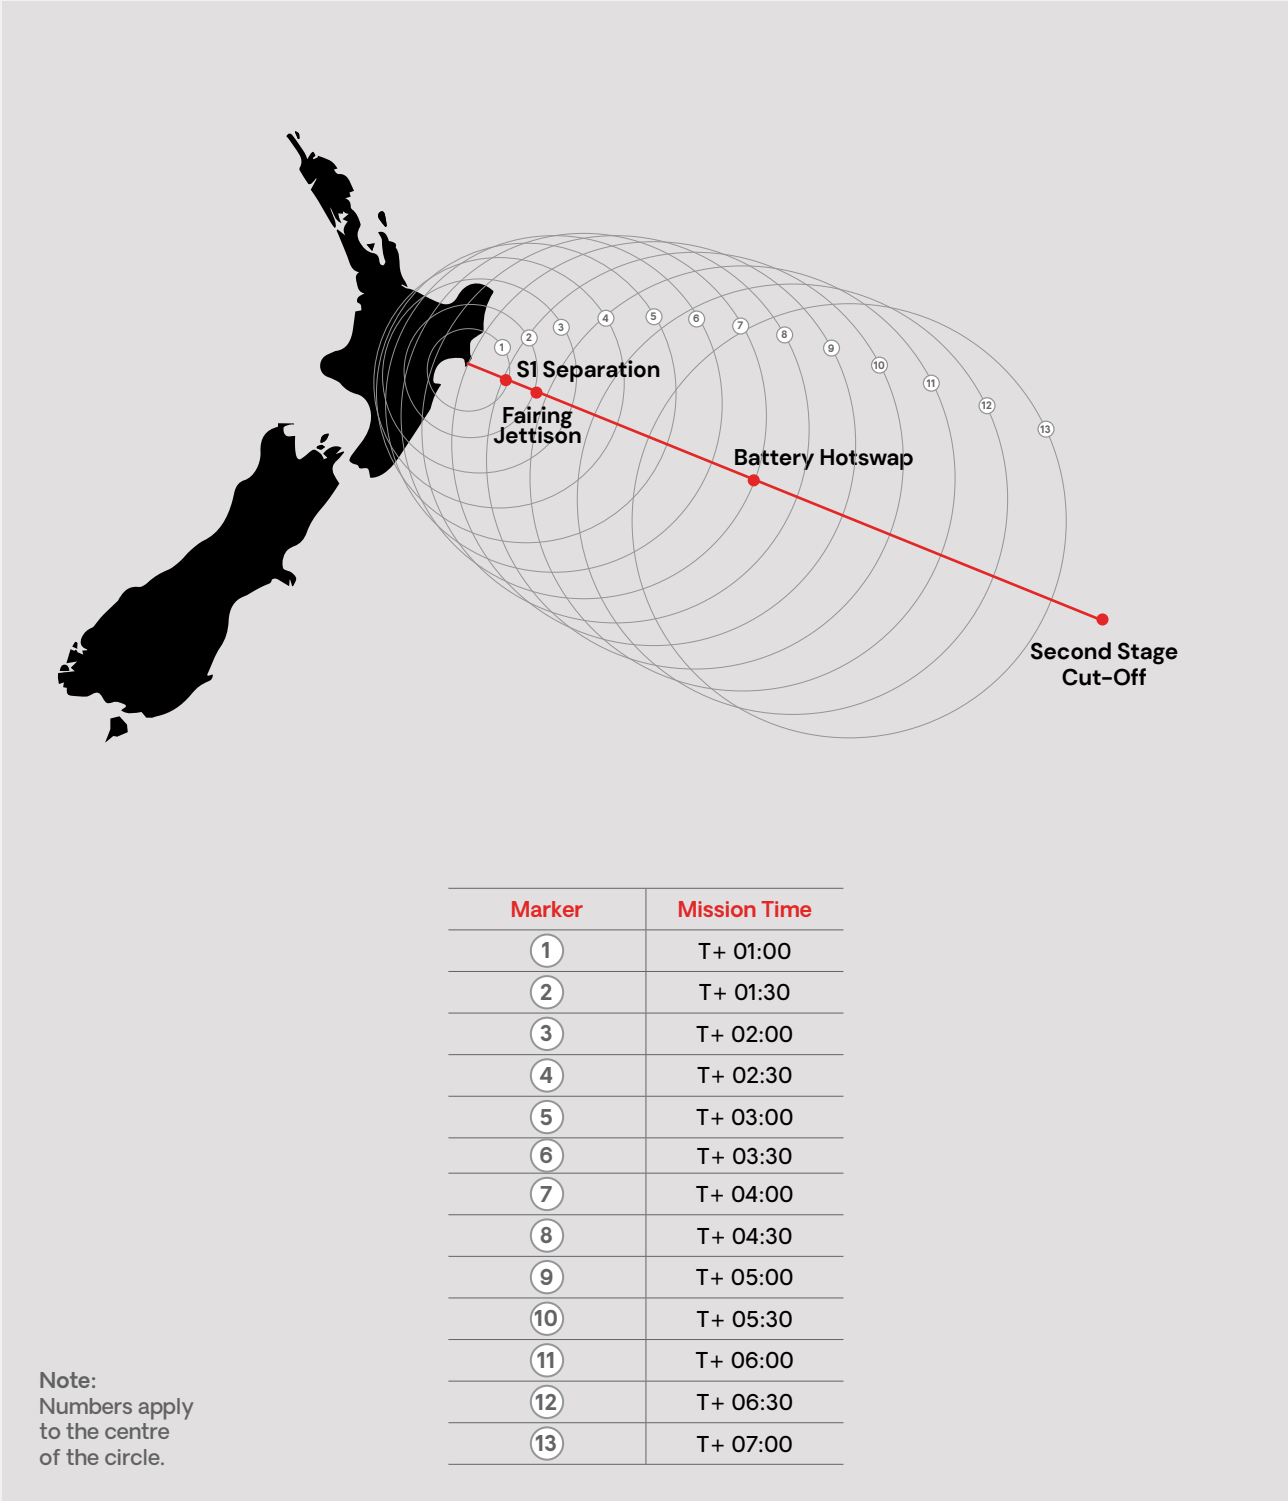 1
2
3
4
5
6
7
8
9
10
11
12
13
S1 Separation
Fairing
Jettison
Battery Hotswap
Second Stage
Cut-Off
Marker Mission Time
1 T+ 01:00
2 T+ 01:30
3 T+ 02:00
4 T+ 02:30
5 T+ 03:00
6 T+ 03:30
7 T+ 04:00
8 T+ 04:30
9 T+ 05:00
10 T+ 05:30
11 T+ 06:00
12 T+ 06:30
13 T+ 07:00
Note:
Numbers apply
to the centre
of the circle.